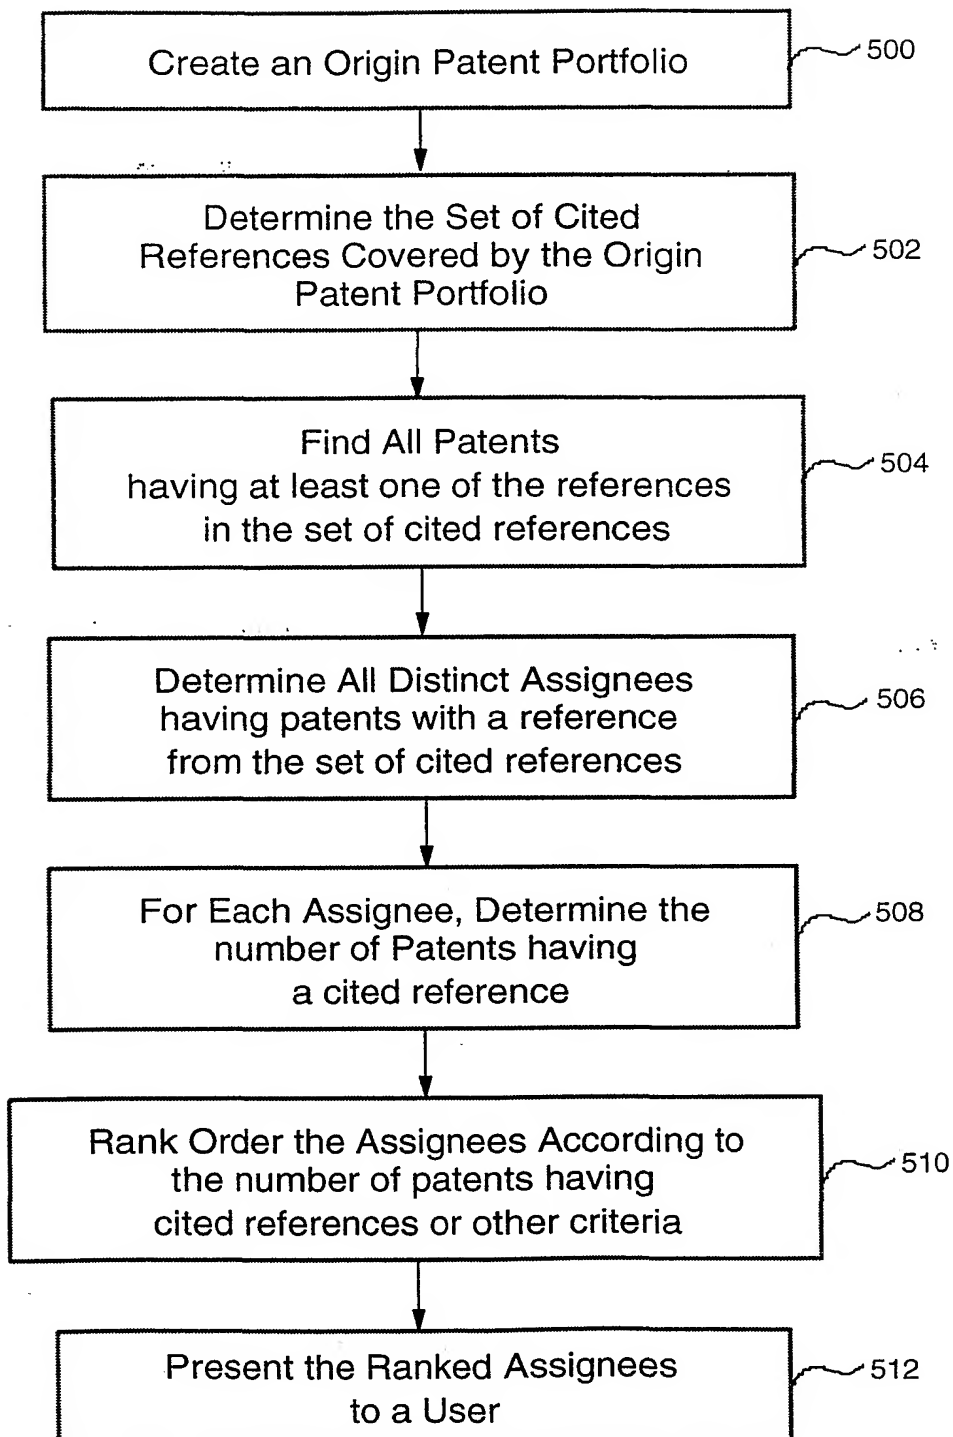 Create an Origin Patent Portfolio
500
Determine the Set of Cited
References Covered by the Origin
Patent Portfolio
502
Find All Patents
having at least one of the references
in the set of cited references
504
Determine All Distinct Assignees
having patents with a reference
from the set of cited references
506
For Each Assignee, Determine the
number of Patents having
a cited reference
508
Rank Order the Assignees According to
the number of patents having
cited references or other criteria
510
Present the Ranked Assignees
to a User
512